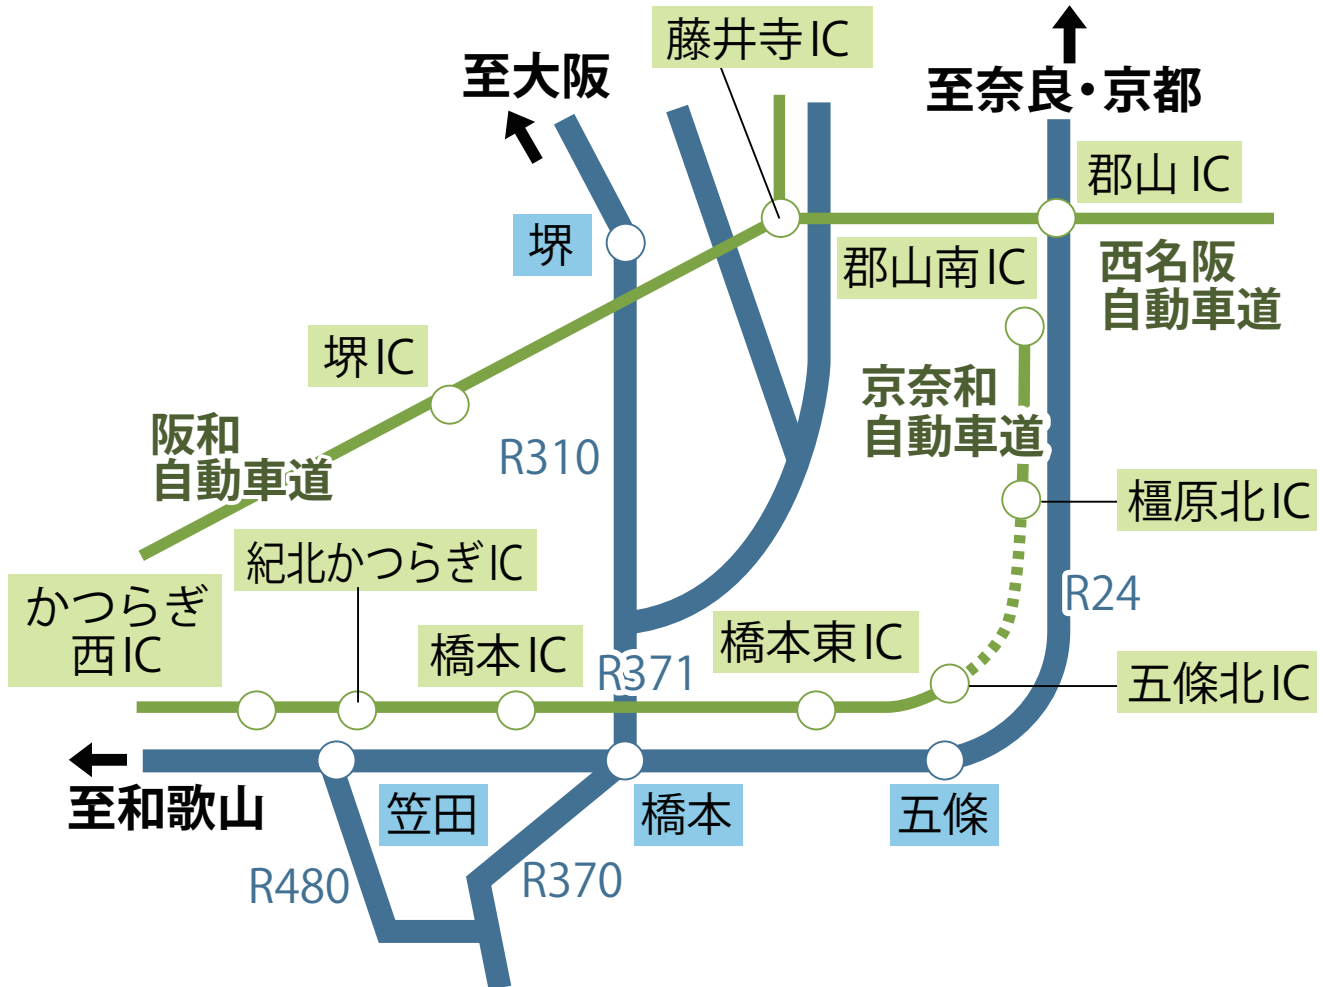 藤井寺IC
至大阪
至奈良・京都
郡山IC
堺
郡山南IC
西名阪
自動車道
堺IC
京奈和
自動車道
阪和
自動車道
R310
橿原北IC
紀北かつらぎIC
かつらぎ
西IC
R24
橋本IC
R371
橋本東IC
五條北IC
至和歌山
笠田
橋本
五條
R480
R370